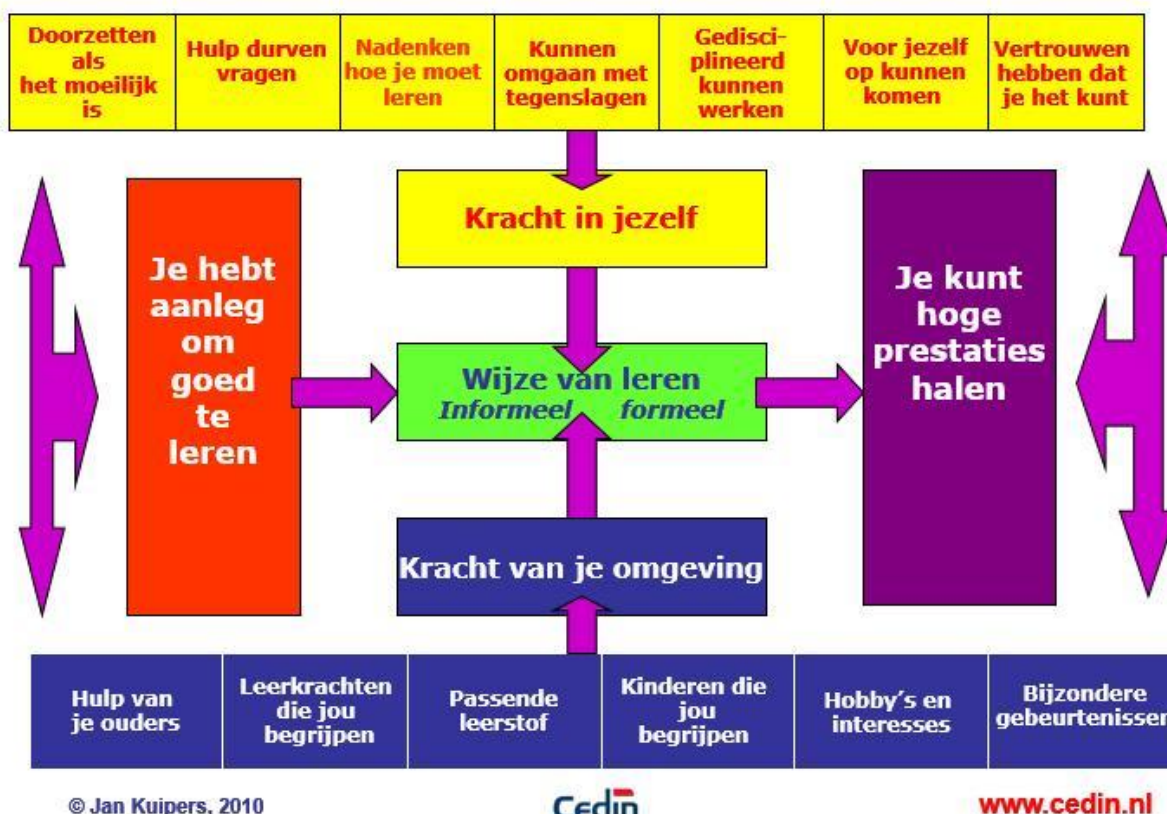 Doorzetten
als
het moeilijk
is
Hulp durven
vragen
Nadenken
hoe je moet
leren
Kunnen
omgaan met
tegenslagen
Gedisci-
plineerd
kunnen
werken
Voor jezelf
op kunnen
komen
Vertrouwen
hebben dat
je het kunt
Kracht in jezelf
Je hebt
aanleg
om
goed
te
leren
Wijze van leren
Informeel formeel
Je kunt
hoge
prestaties
halen
Kracht van je omgeving
Hulp van
je ouders
Leerkrachten
die jou
begrijpen
Passende
leerstof
Kinderen die
jou
begrijpen
Hobby's en
interesses
Bijzondere
gebeurtenissen
© Jan Kuipers, 2010
Cedin
www.cedin.nl